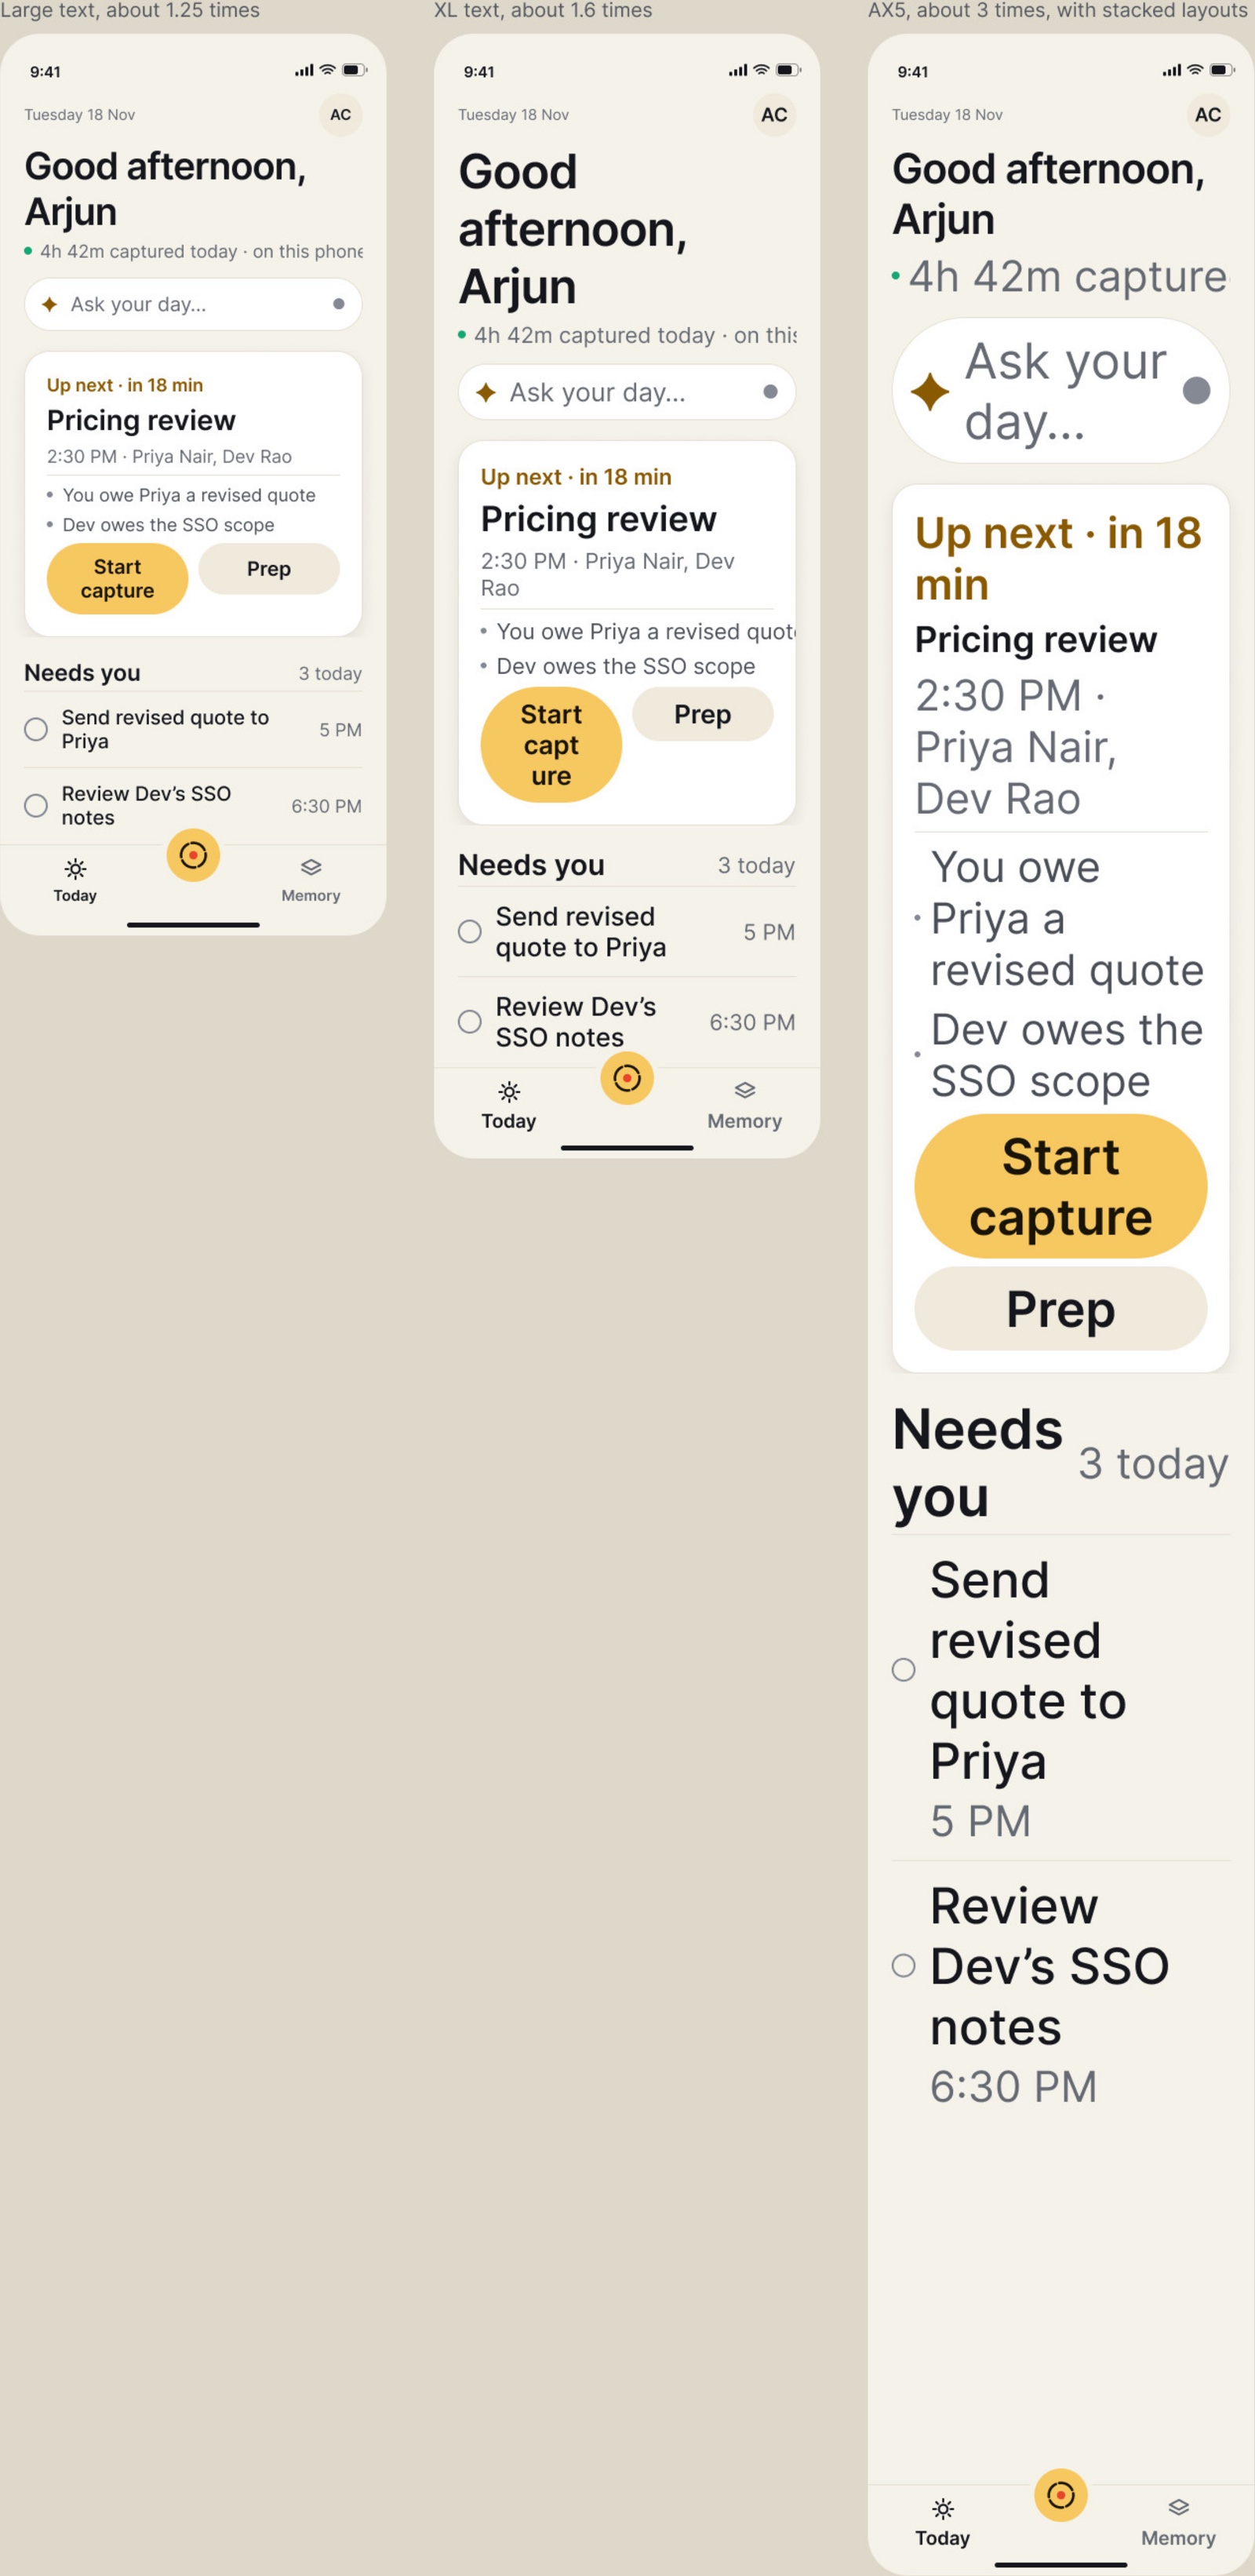 Large text, about 1.25 times
9:41
Tuesday 18 Nov
AC
Good afternoon,
Arjun
4h 42m captured today · on this phone
Ask your day...
Up next · in 18 min
Pricing review
2:30 PM · Priya Nair, Dev Rao
• You owe Priya a revised quote
• Dev owes the SSO scope
Start
capture
Prep
Needs you
3 today
Send revised quote to
Priya
5 PM
Review Dev’s SSO
notes
6:30 PM
Today
Memory
XL text, about 1.6 times
9:41
Tuesday 18 Nov
AC
Good
afternoon,
Arjun
4h 42m captured today · on this
Ask your day...
Up next · in 18 min
Pricing review
2:30 PM · Priya Nair, Dev
Rao
• You owe Priya a revised quot
• Dev owes the SSO scope
Start
capt
ure
Prep
Needs you
3 today
Send revised
quote to Priya
5 PM
Review Dev’s
SSO notes
6:30 PM
Today
Memory
AX5, about 3 times, with stacked layouts
9:41
Tuesday 18 Nov
AC
Good afternoon,
Arjun
4h 42m capture
Ask your
day...
Up next · in 18
min
Pricing review
2:30 PM ·
Priya Nair,
Dev Rao
• You owe
Priya a
revised quote
• Dev owes the
SSO scope
Start
capture
Prep
Needs
you
3 today
Send
revised
quote to
Priya
5 PM
Review
Dev’s SSO
notes
6:30 PM
Today
Memory